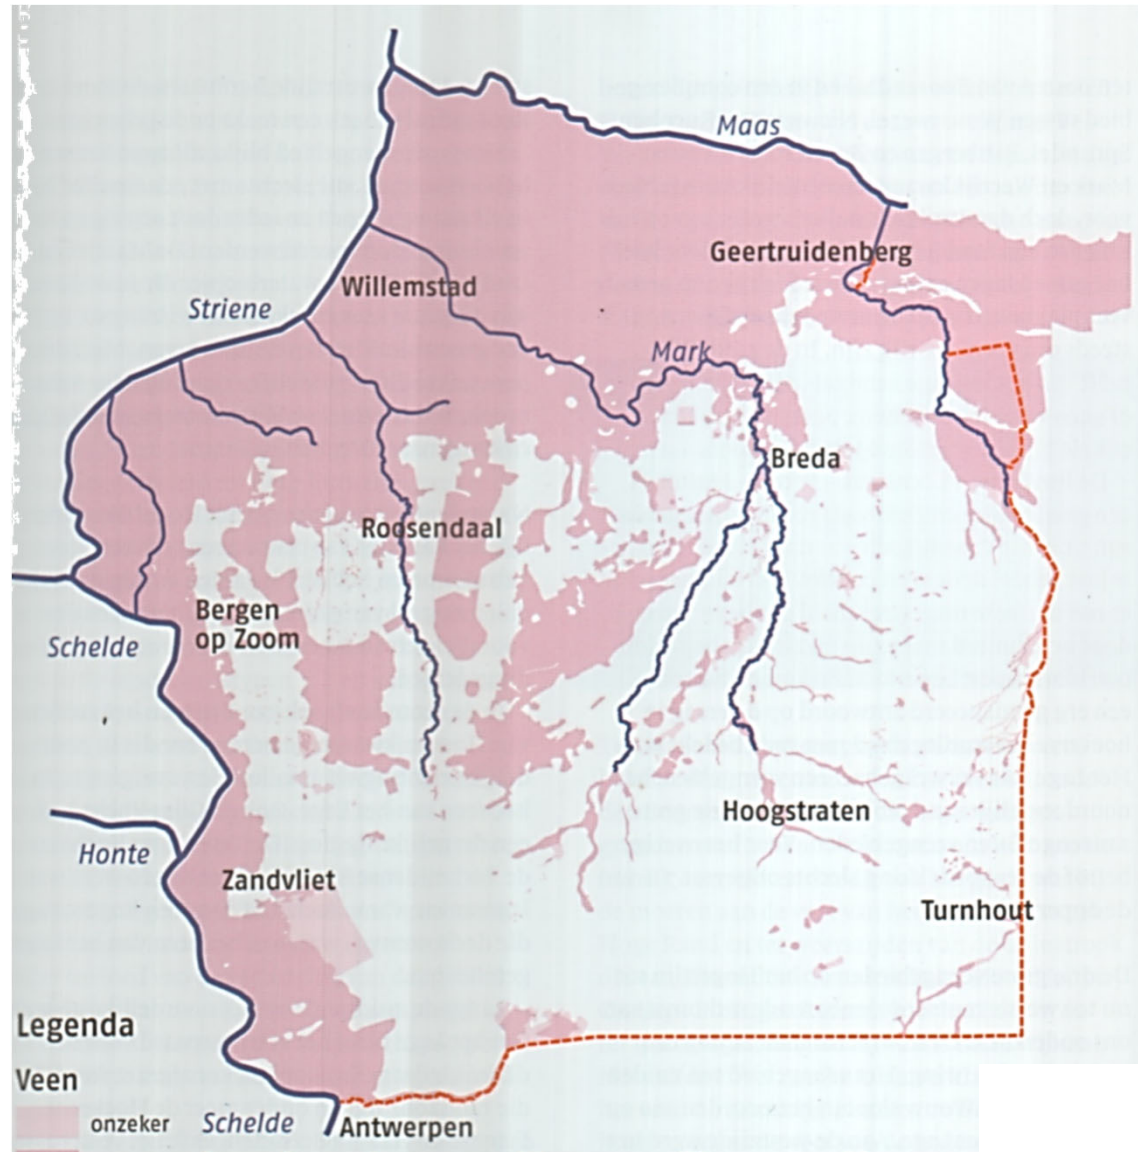 Maas
Geertruidenberg
Willemstad
Striene
Mark
Breda
Roosendaal
Bergen
op Zoom
Schelde
Hoogstraten
Honte
Zandvliet
Turnhout
Legenda
Veen
onzeker
Schelde
Antwerpen